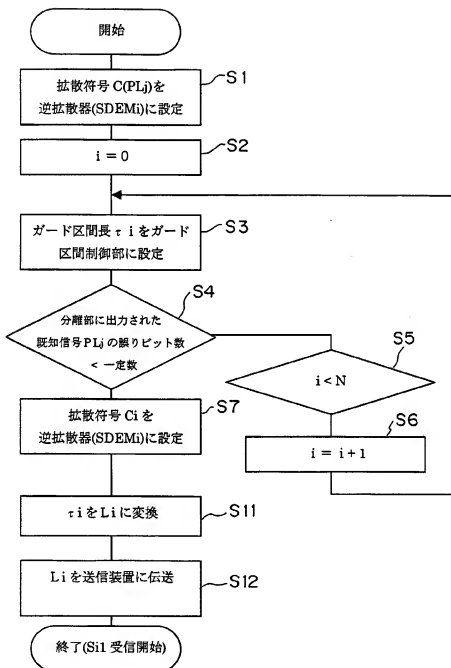 開始
拡散符号 C(PLj)を
逆拡散器(SDEMi)に設定
S1
i = 0
S2
ガード区間長 τ i をガード
区間制御部に設定
S3
分離部に出力された
既知信号 PLj の誤りビット数
< 一定数
S4
i < N
S5
i = i + 1
S6
拡散符号 Ci を
逆拡散器(SDEMi)に設定
S7
τ i を L i に変換
S11
L i を送信装置に伝送
S12
終了(Si1 受信開始)